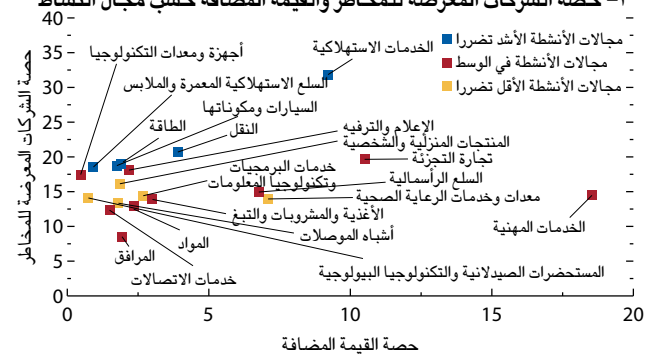 ١- حصة الشركات المعرضة للمخاطر والقيمة المضافة حسب مجال النشاط
مجالات الأنشطة الأشد تضررا
مجالات الأنشطة في الوسط
مجالات الأنشطة الأقل تضررا
حصة الشركات المعرضة للمخاطر
40
35
30
25
20
15
10
5
0
الخدمات الاستهلاكية
أجهزة ومعدات التكنولوجيا
السلع الاستهلاكية المعمرة والملابس
السيارات ومكوناتها
الطاقة
النقل
الإعلام والترفيه
المنتجات المنزلية والشخصية
تجارة التجزئة
خدمات البرمجيات
وتكنولوجيا المعلومات
السلع الرأسمالية
معدات وخدمات الرعاية الصحية
الأغذية والمشروبات والتبغ
الخدمات المهنية
أشباه الموصلات
المواد
المرافق
المستحضرات الصيدلانية والتكنولوجيا البيولوجية
خدمات الاتصالات
0 5 10 15 20
حصة القيمة المضافة